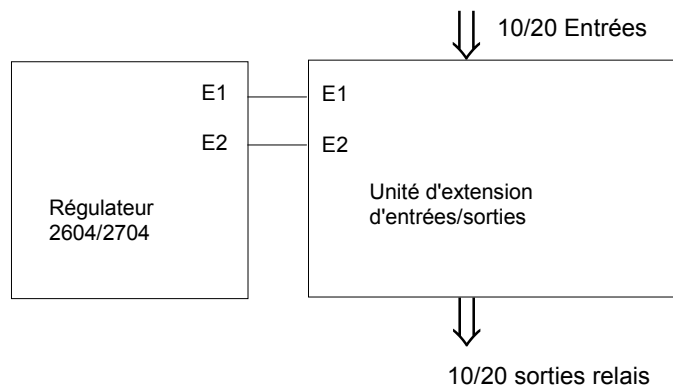 10/20 Entrées
E1
E1
E2
E2
Régulateur
2604/2704
Unité d'extension
d'entrées/sorties
10/20 sorties relais